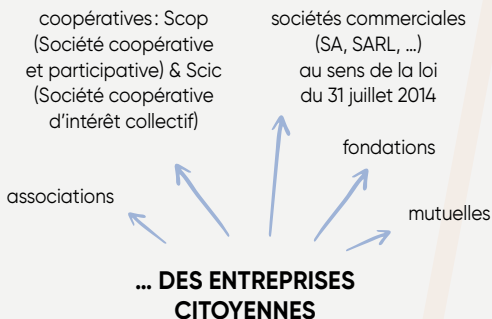 coopératives : Scop
(Société coopérative
et participative) & Scic
(Société coopérative
d’intérêt collectif)
sociétés commerciales
(SA, SARL, …)
au sens de la loi
du 31 juillet 2014
fondations
associations
mutuelles
… DES ENTREPRISES
CITOYENNES